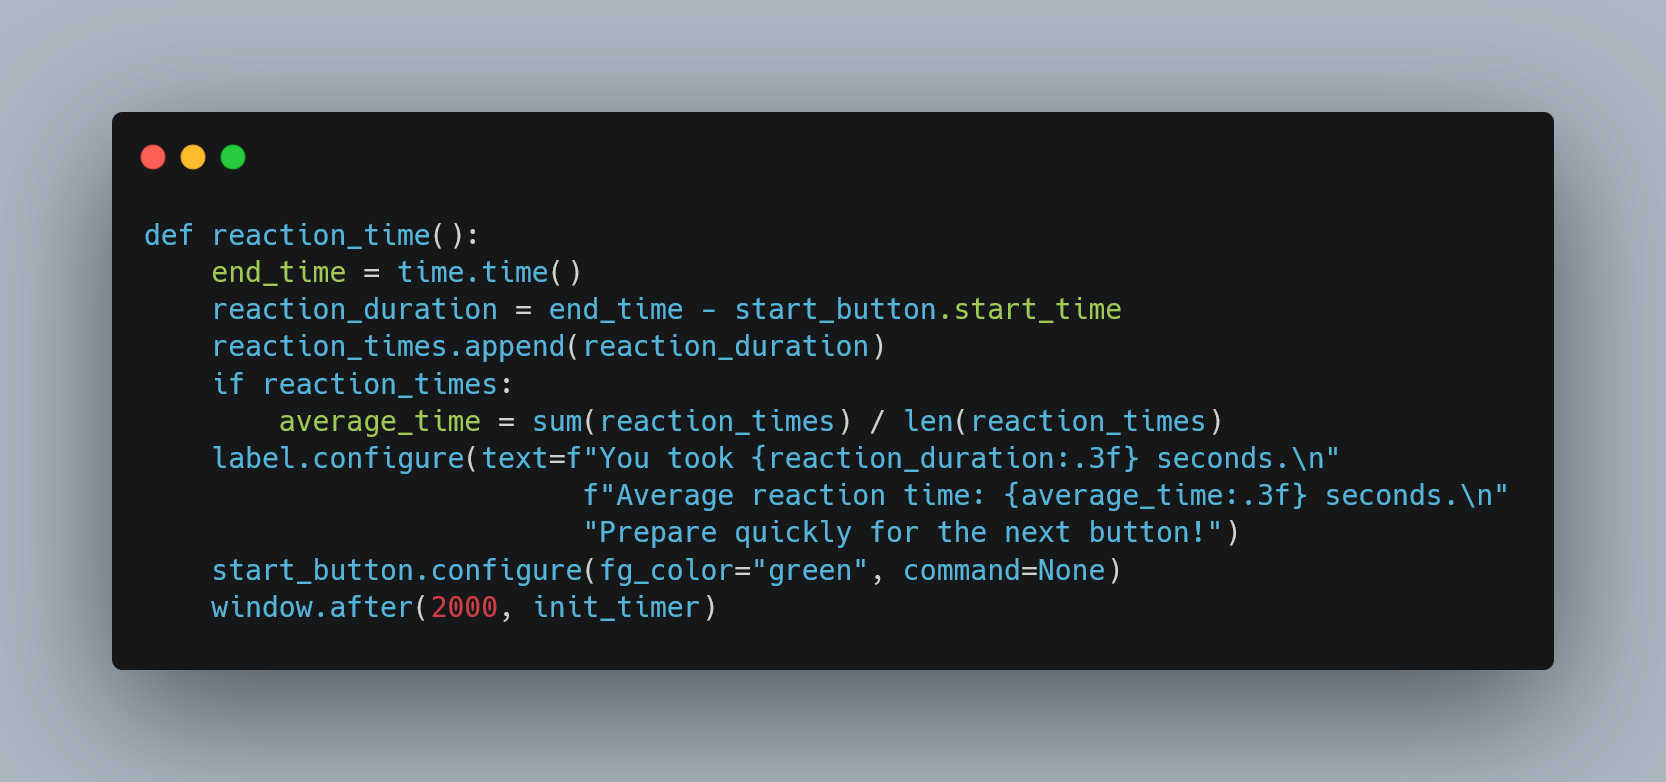 def reaction_time():
    end_time = time.time()
    reaction_duration = end_time - start_button.start_time
    reaction_times.append(reaction_duration)
    if reaction_times:
        average_time = sum(reaction_times) / len(reaction_times)
    label.configure(text=f"You took {reaction_duration:.3f} seconds.\n"
                          f"Average reaction time: {average_time:.3f} seconds.\n"
                          "Prepare quickly for the next button!")
    start_button.configure(fg_color="green", command=None)
    window.after(2000, init_timer)